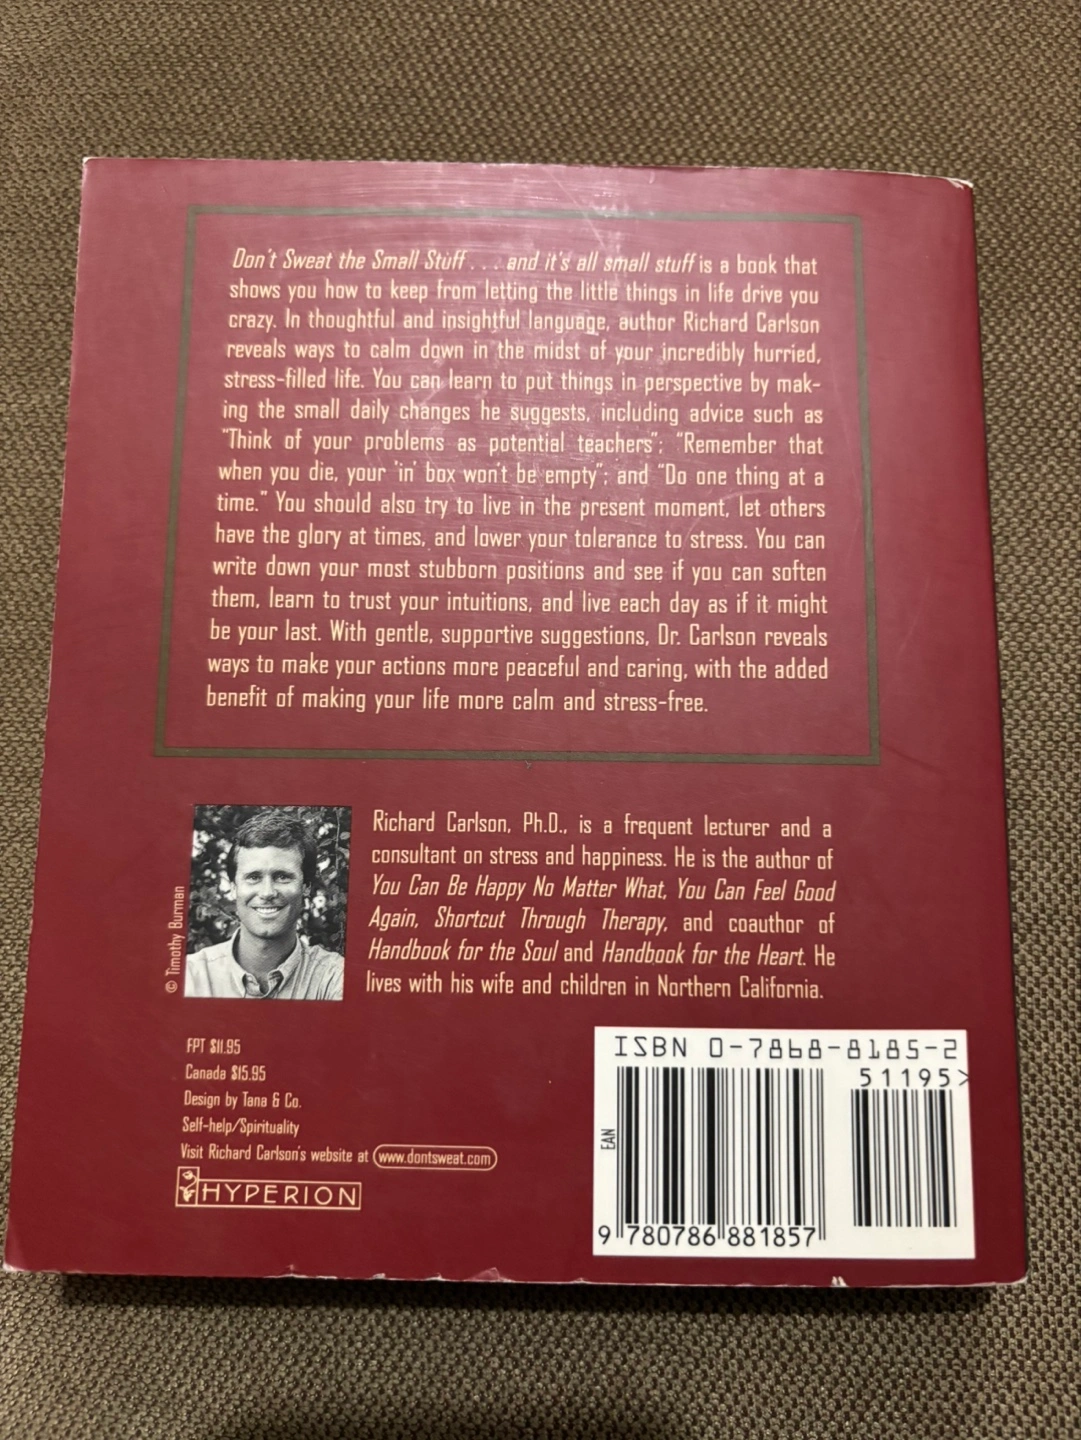 Don't Sweat the Small Stuff . . . and it's all small stuff is a book that
shows you how to keep from letting the little things in life drive you
crazy. In thoughtful and insightful language, author Richard Carlson
reveals ways to calm down in the midst of your incredibly hurried,
stress-filled life. You can learn to put things in perspective by mak-
ing the small daily changes he suggests, including advice such as
"Think of your problems as potential teachers"; "Remember that
when you die, your 'in' box won't be empty"; and "Do one thing at a
time." You should also try to live in the present moment, let others
have the glory at times, and lower your tolerance to stress. You can
write down your most stubborn positions and see if you can soften
them, learn to trust your intuitions, and live each day as if it might
be your last. With gentle, supportive suggestions, Dr. Carlson reveals
ways to make your actions more peaceful and caring, with the added
benefit of making your life more calm and stress-free.
© Timothy Burman
Richard Carlson, Ph.D., is a frequent lecturer and a
consultant on stress and happiness. He is the author of
You Can Be Happy No Matter What, You Can Feel Good
Again, Shortcut Through Therapy, and coauthor of
Handbook for the Soul and Handbook for the Heart. He
lives with his wife and children in Northern California.
FPT $11.95
Canada $15.95
Design by Tana & Co.
Self-help/Spirituality
Visit Richard Carlson's website at www.dontsweat.com
HYPERION
ISBN 0-7868-8185-2
51195>
EAN
9 780786 881857